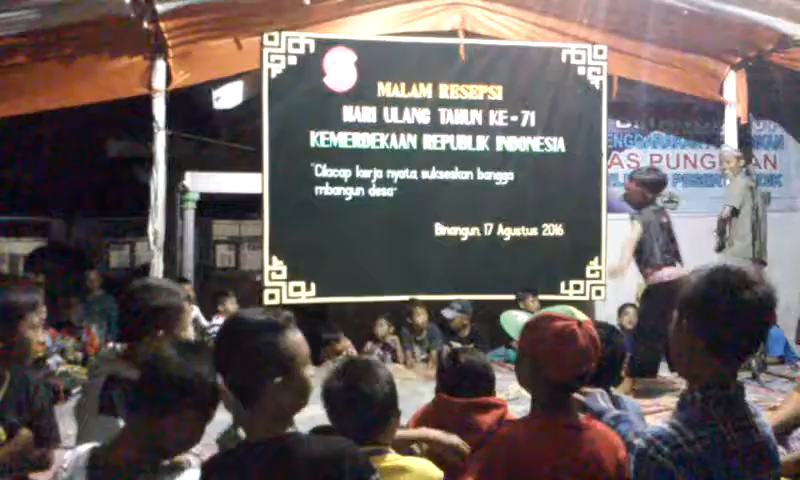 MALAM RESEPSI
HARI ULANG TAHUN KE-71
KEMERDEKAAN REPUBLIK INDONESIA
"Cilacap kerja nyata, sukseskan bangga
mbangun desa"
Binangun, 17 Agustus 2016
AS PUNGUTAN